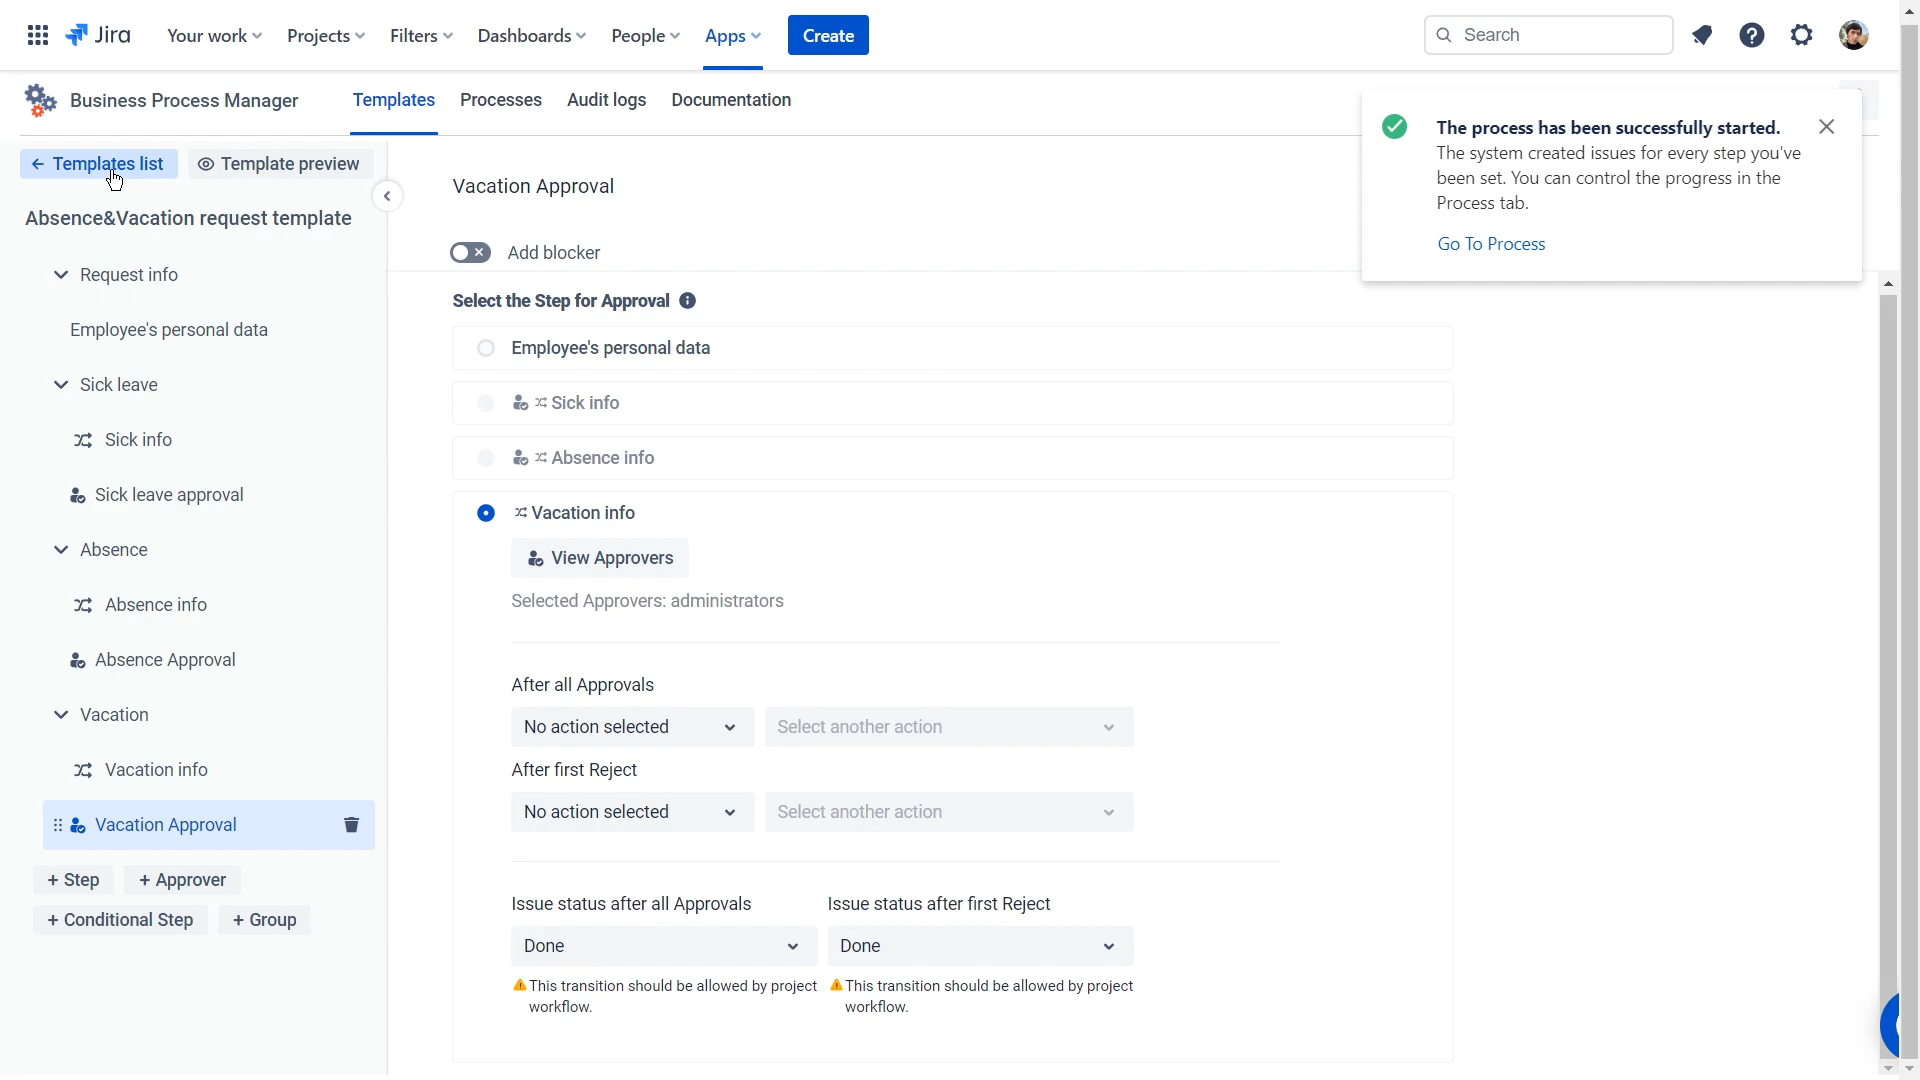 Jira
Your work
Projects
Filters
Dashboards
People
Apps
Create
Search
Business Process Manager
Templates
Processes
Audit logs
Documentation
The process has been successfully started.
The system created issues for every step you've
been set. You can control the progress in the
Process tab.
Go To Process
Templates list
Template preview
Absence&Vacation request template
Request info
Employee's personal data
Sick leave
Sick info
Sick leave approval
Absence
Absence info
Absence Approval
Vacation
Vacation info
Vacation Approval
+ Step
+ Approver
+ Conditional Step
+ Group
Vacation Approval
Add blocker
Select the Step for Approval
Employee's personal data
Sick info
Absence info
Vacation info
View Approvers
Selected Approvers: administrators
After all Approvals
No action selected
Select another action
After first Reject
No action selected
Select another action
Issue status after all Approvals
Issue status after first Reject
Done
Done
This transition should be allowed by project
workflow.
This transition should be allowed by project
workflow.